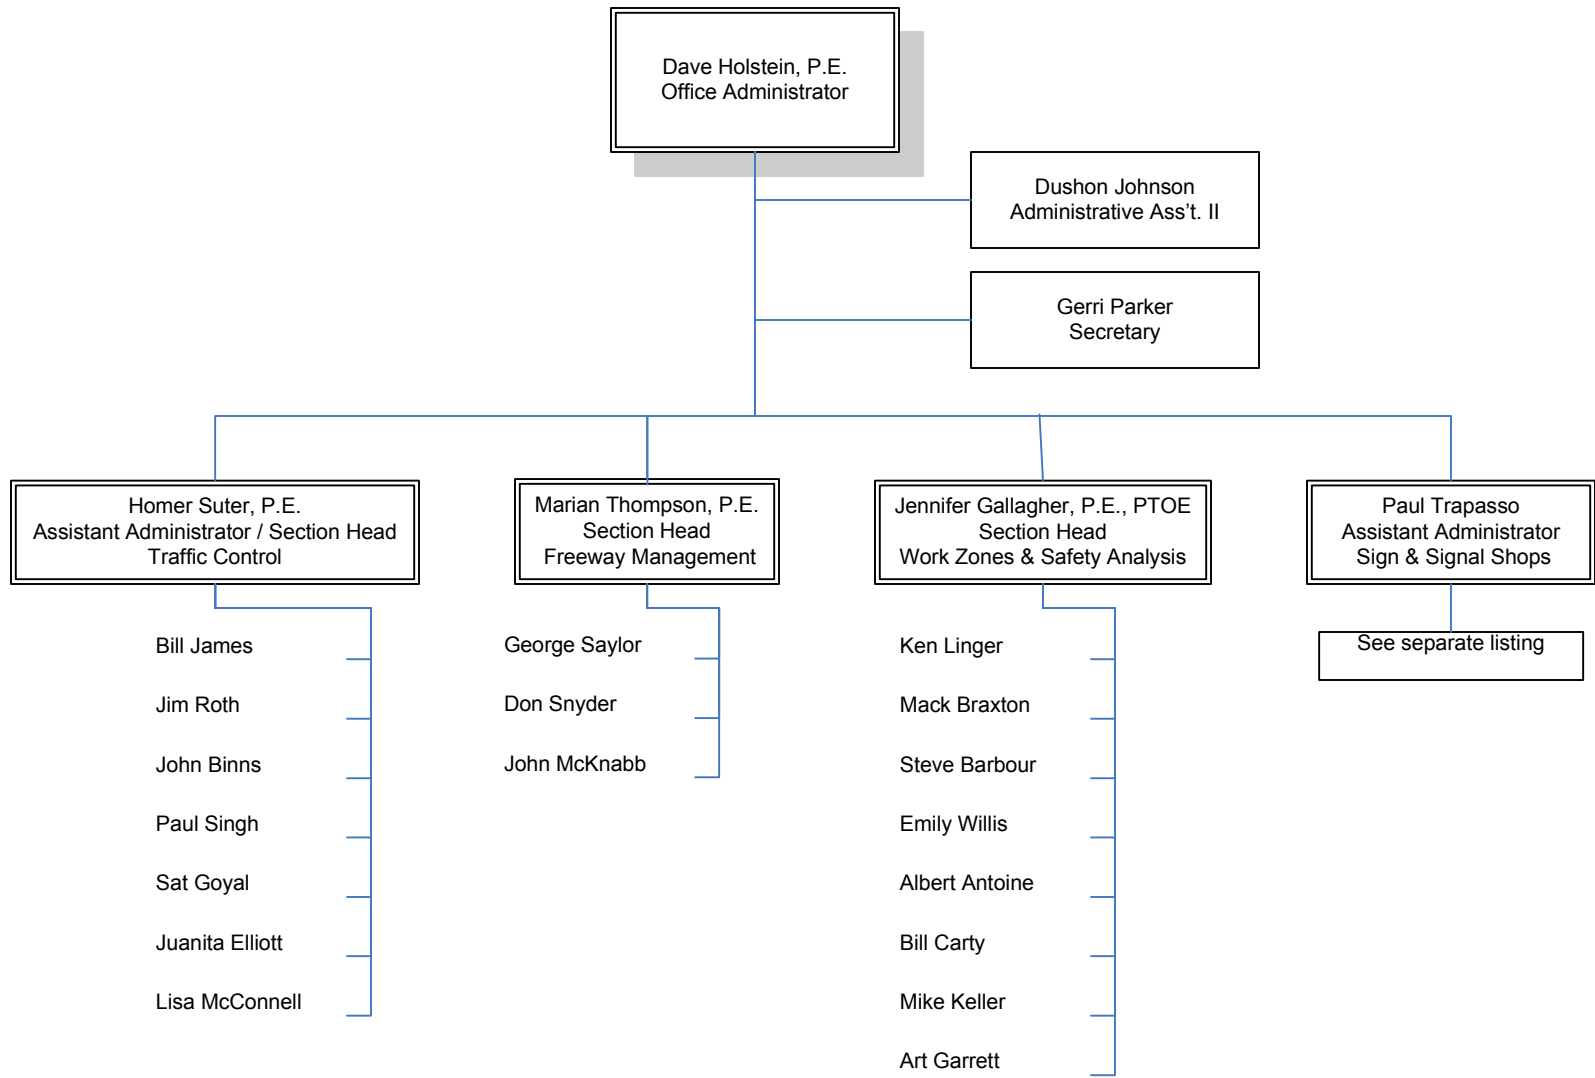 Dave Holstein, P.E.
Office Administrator
Dushon Johnson
Administrative Ass’t. II
Gerri Parker
Secretary
Homer Suter, P.E.
Assistant Administrator / Section Head
Traffic Control
Marian Thompson, P.E.
Section Head
Freeway Management
Jennifer Gallagher, P.E., PTOE
Section Head
Work Zones & Safety Analysis
Paul Trapasso
Assistant Administrator
Sign & Signal Shops
Bill James
Jim Roth
John Binns
Paul Singh
Sat Goyal
Juanita Elliott
Lisa McConnell
George Saylor
Don Snyder
John McKnabb
Ken Linger
Mack Braxton
Steve Barbour
Emily Willis
Albert Antoine
Bill Carty
Mike Keller
Art Garrett
See separate listing